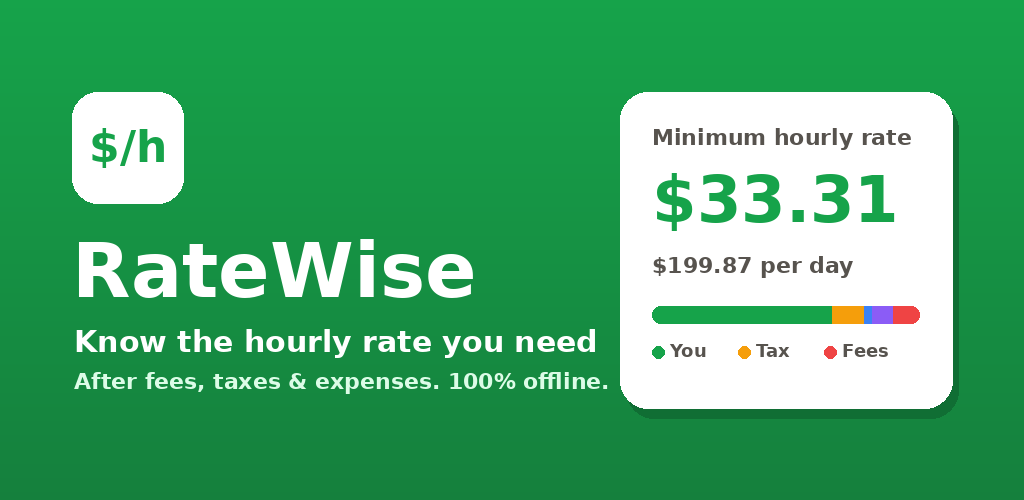 $/h
RateWise
Know the hourly rate you need
After fees, taxes & expenses. 100% offline.
Minimum hourly rate
$33.31
$199.87 per day
You Tax Fees